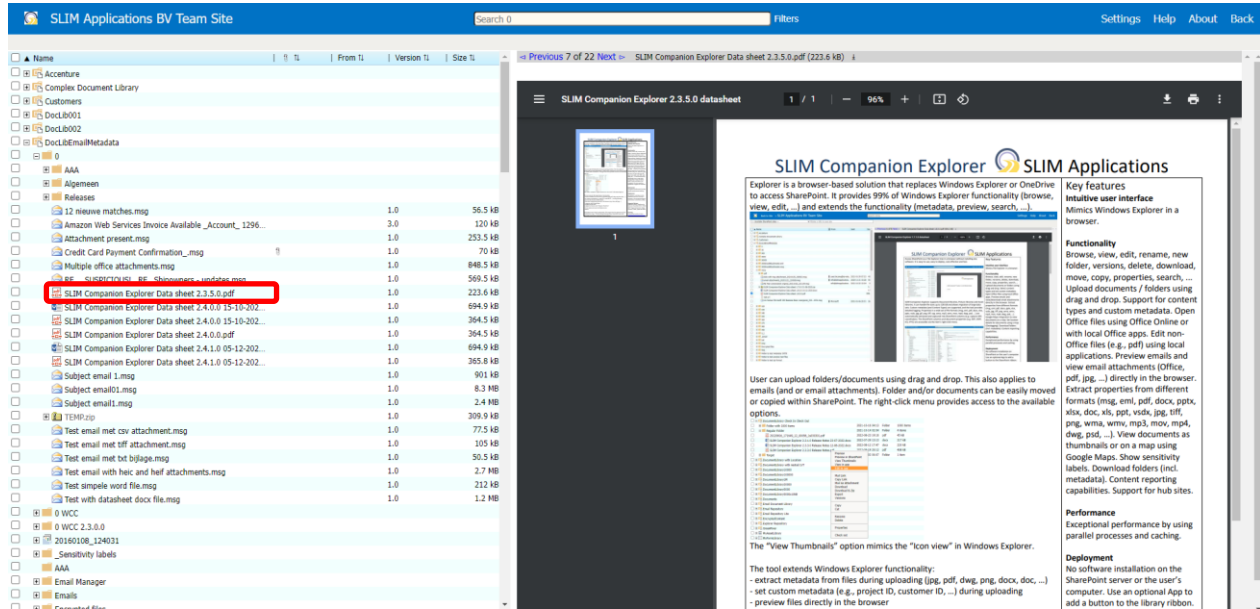 SLIM Applications BV Team Site
Search 0
Filters
Settings Help About Back
Name From Version Size
Accenture
Complex Document Library
Customers
DocLib001
DocLib002
DocLibEmailMetadata
0
AAA
Algemeen
Releases
12 nieuwe matches.msg 1.0 56.5 kB
Amazon Web Services Invoice Available _Account_ 1296... 3.0 120 kB
Attachment present.msg 1.0 253.5 kB
Credit Card Payment Confirmation_.msg 1.0 70 kB
Multiple office attachments.msg 1.0 848.5 kB
RE_ _SUSPICIOUS!_ RE_ Shipowners - updates.msg 1.0 569.5 kB
SLIM Companion Explorer Data sheet 2.3.5.0.pdf 1.0 223.6 kB
SLIM Companion Explorer Data sheet 2.4.0.0 15-10-202... 1.0 694.9 kB
SLIM Companion Explorer Data sheet 2.4.0.0 15-10-202... 1.0 364.5 kB
SLIM Companion Explorer Data sheet 2.4.0.0.pdf 1.0 364.5 kB
SLIM Companion Explorer Data sheet 2.4.1.0 05-12-202... 1.0 694.9 kB
SLIM Companion Explorer Data sheet 2.4.1.0 05-12-202... 1.0 365.8 kB
Subject email 1.msg 1.0 901 kB
Subject email01.msg 1.0 8.3 MB
Subject email1.msg 1.0 2.4 MB
TEMP.zip 1.0 309.9 kB
Test email met csv attachment.msg 1.0 77.5 kB
Test email met tiff attachment.msg 1.0 105 kB
Test email met txt bijlage.msg 1.0 50.5 kB
Test email with heic and heif attachments.msg 1.0 2.7 MB
Test simpele word file.msg 1.0 212 kB
Test with datasheet docx file.msg 1.0 1.2 MB
0 WCC
0 WCC 2.3.0.0
20160108_124031
_Sensitivity labels
AAA
Email Manager
Emails
Encrypted files
Previous 7 of 22 Next SLIM Companion Explorer Data sheet 2.3.5.0.pdf (223.6 kB)
SLIM Companion Explorer 2.3.5.0 datasheet 1 / 1 96%
1
SLIM Companion Explorer SLIM Applications
Explorer is a browser-based solution that replaces Windows Explorer or OneDrive
to access SharePoint. It provides 99% of Windows Explorer functionality (browse,
view, edit, ...) and extends the functionality (metadata, preview, search, ...).
User can upload folders/documents using drag and drop. This also applies to
emails (and or email attachments). Folder and/or documents can be easily moved
or copied within SharePoint. The right-click menu provides access to the available
options.
The "View Thumbnails" option mimics the "Icon view" in Windows Explorer.
The tool extends Windows Explorer functionality:
- extract metadata from files during uploading (jpg, pdf, dwg, png, docx, doc, ...)
- set custom metadata (e.g., project ID, customer ID, ...) during uploading
- preview files directly in the browser
Key features
Intuitive user interface
Mimics Windows Explorer in a
browser.
Functionality
Browse, view, edit, rename, new
folder, versions, delete, download,
move, copy, properties, search, ...
Upload documents / folders using
drag and drop. Support for content
types and custom metadata. Open
Office files using Office Online or
with local Office apps. Edit non-
Office files (e.g., pdf) using local
applications. Preview emails and
view email attachments (Office,
pdf, jpg, ...) directly in the browser.
Extract properties from different
formats (msg, eml, pdf, docx, pptx,
xlsx, doc, xls, ppt, vsdx, jpg, tiff,
png, wma, wmv, mp3, mov, mp4,
dwg, psd, ...). View documents as
thumbnails or on a map using
Google Maps. Show sensitivity
labels. Download folders (incl.
metadata). Content reporting
capabilities. Support for hub sites.
Performance
Exceptional performance by using
parallel processes and caching.
Deployment
No software installation on the
SharePoint server or the user's
computer. Use an optional App to
add a button to the library ribbon.